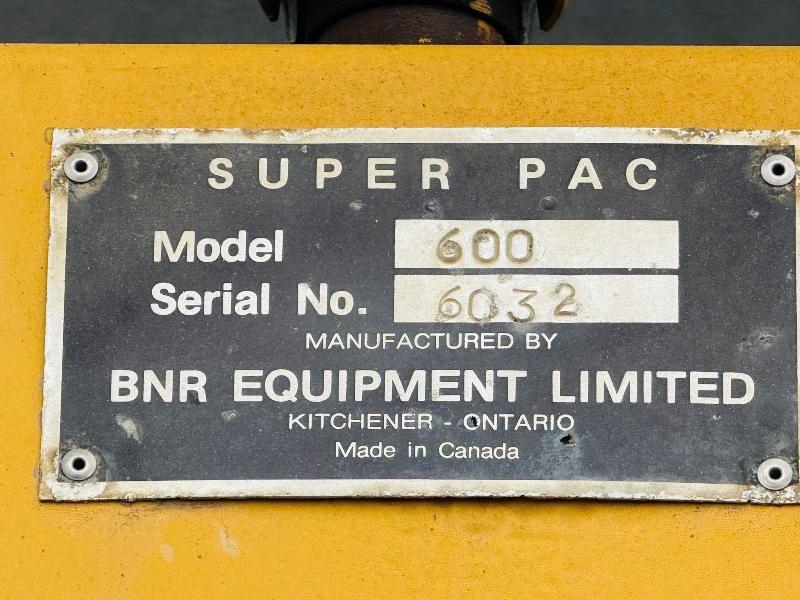 SUPER PAC
Model 600
Serial No. 6032
MANUFACTURED BY
BNR EQUIPMENT LIMITED
KITCHENER - ONTARIO
Made in Canada